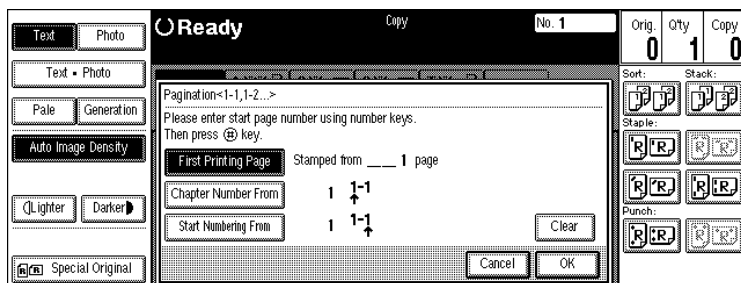 Text
Photo
Text • Photo
Pale
Generation
Auto Image Density
Lighter
Darker
Special Original
Ready
Copy
No. 1
Pagination<1-1,1-2...>
Please enter start page number using number keys.
Then press (#) key.
First Printing Page
Stamped from __ __ 1 page
Chapter Number From
1 1-1
Start Numbering From
1 1-1
Clear
Cancel
OK
Orig.
Q'ty
Copy
0
1
0
Sort:
Stack:
Staple:
Punch: